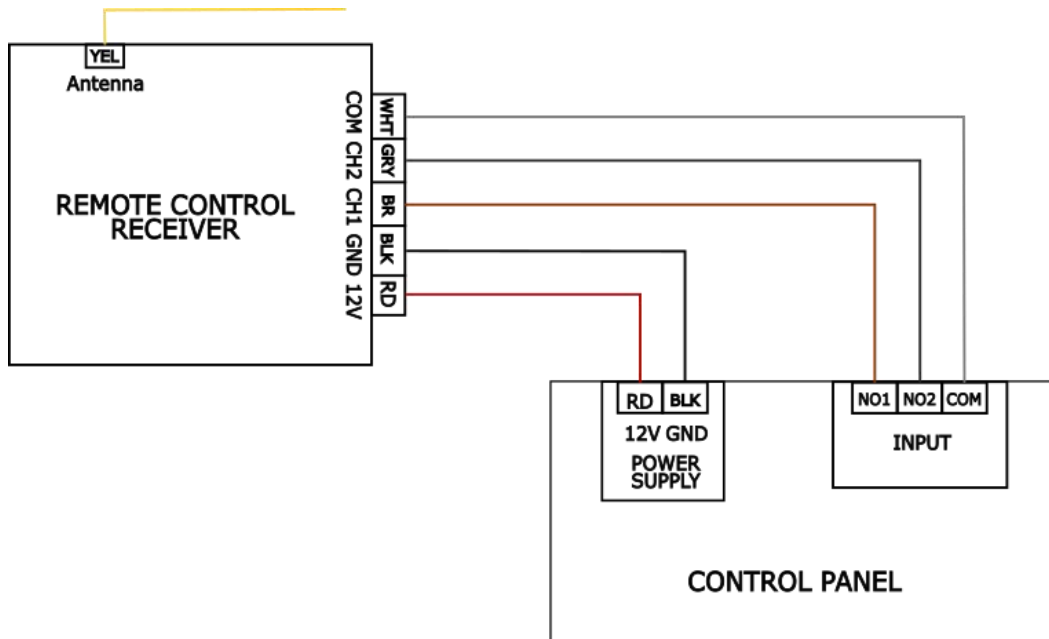 YEL
Antenna
REMOTE CONTROL
RECEIVER
COM WHT
CH2 GRY
CH1 BR
GND BLK
12V RD
RD BLK
12V GND
POWER
SUPPLY
NO1 NO2 COM
INPUT
CONTROL PANEL